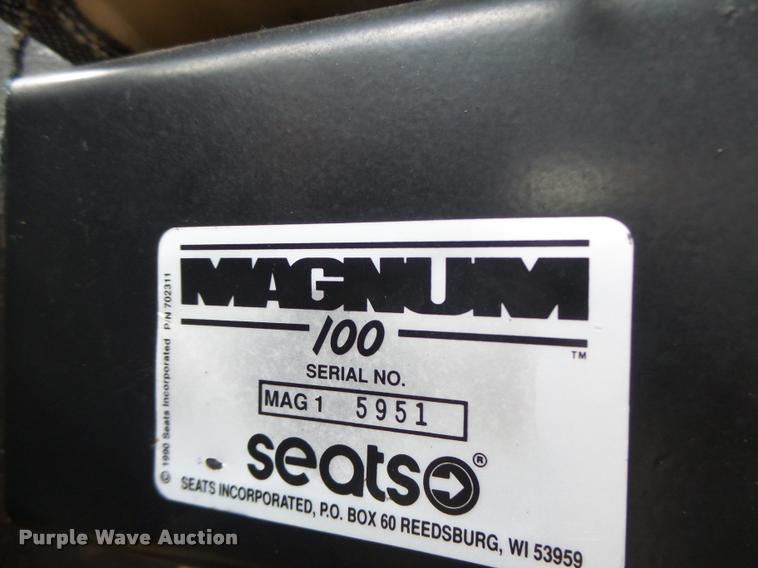 MAGNUM
100
TM
SERIAL NO.
MAG 1 5951
seats ®
SEATS INCORPORATED, P.O. BOX 60 REEDSBURG, WI 53959
© 1990 Seats Incorporated P/N 702311
Purple Wave Auction